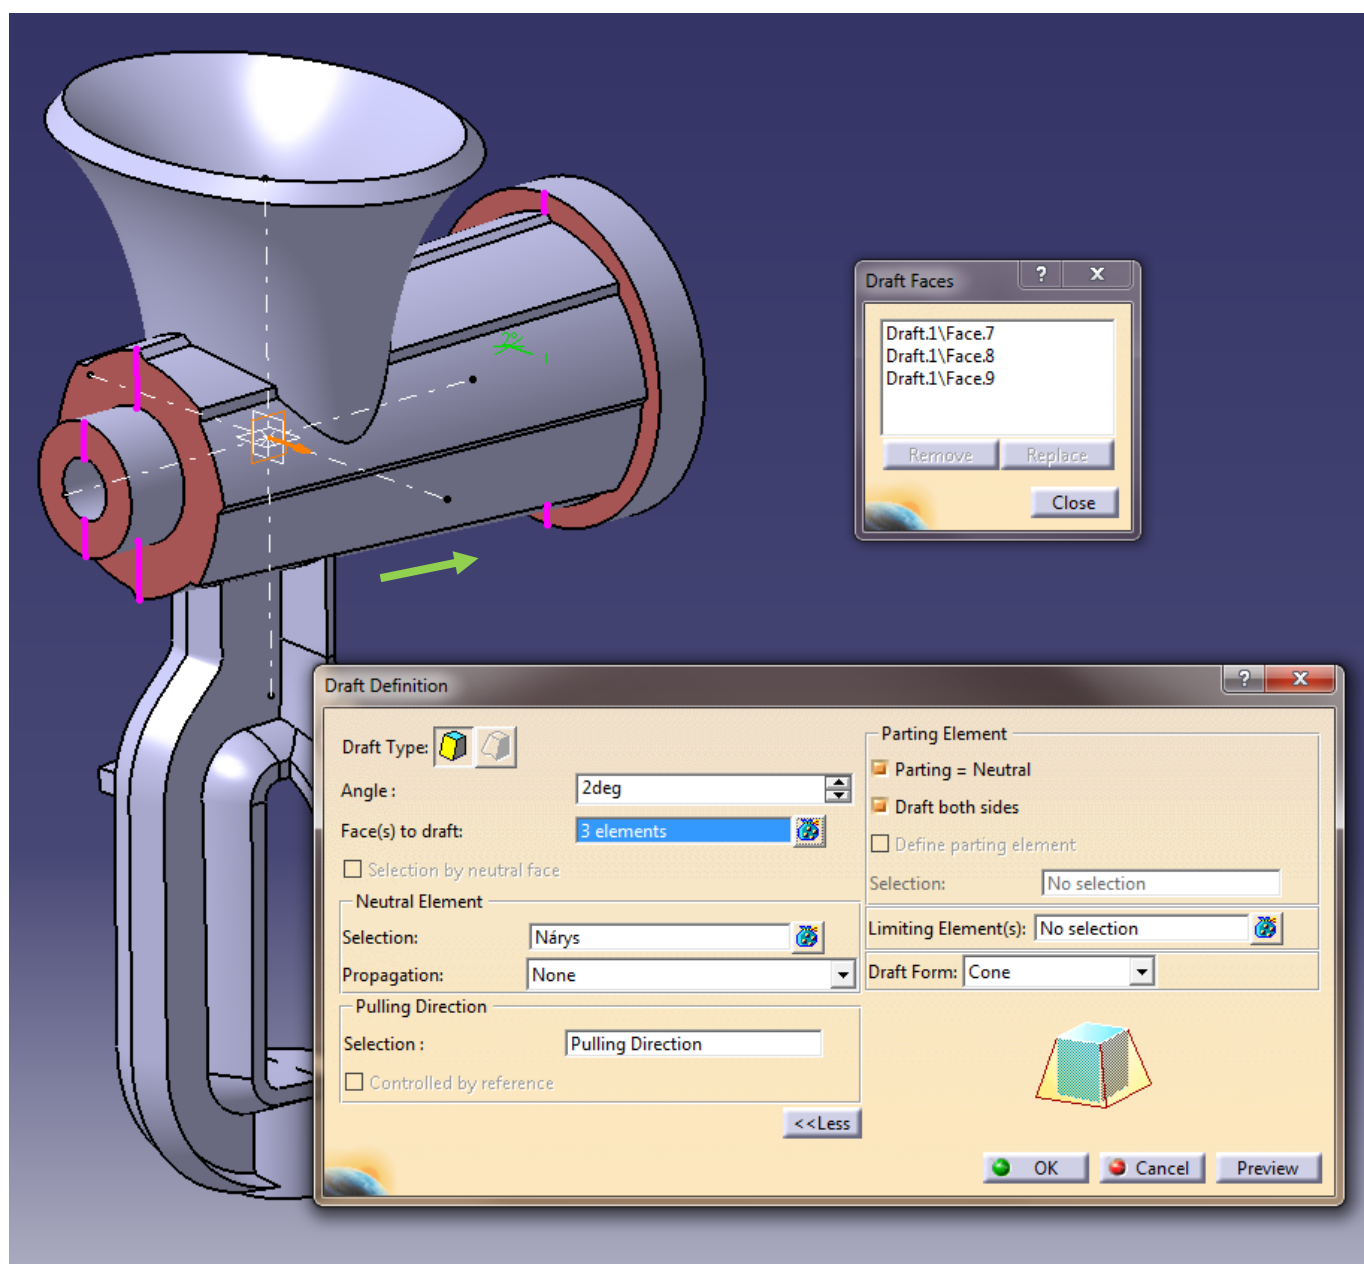 2°
Draft Faces
? X
Draft.1\Face.7
Draft.1\Face.8
Draft.1\Face.9
Remove Replace
Close
Draft Definition
? X
Draft Type:
Angle :
2deg
Face(s) to draft:
3 elements
Selection by neutral face
Neutral Element
Selection:
Nárys
Propagation:
None
Pulling Direction
Selection :
Pulling Direction
Controlled by reference
<<Less
Parting Element
Parting = Neutral
Draft both sides
Define parting element
Selection:
No selection
Limiting Element(s):
No selection
Draft Form:
Cone
OK Cancel Preview